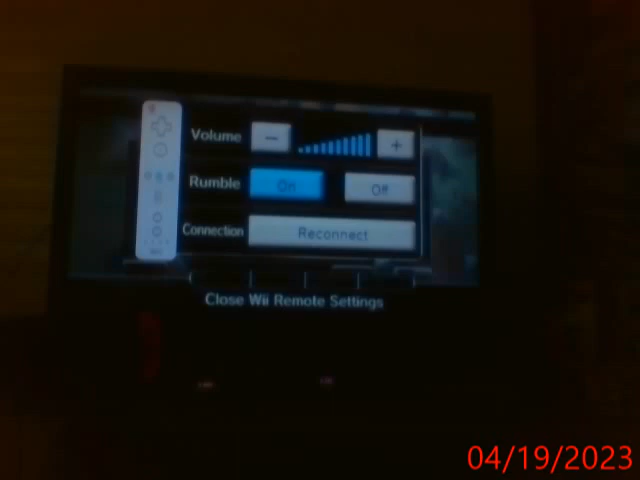 Volume
− +
Rumble On Off
Connection Reconnect
Close Wii Remote Settings
04/19/2023